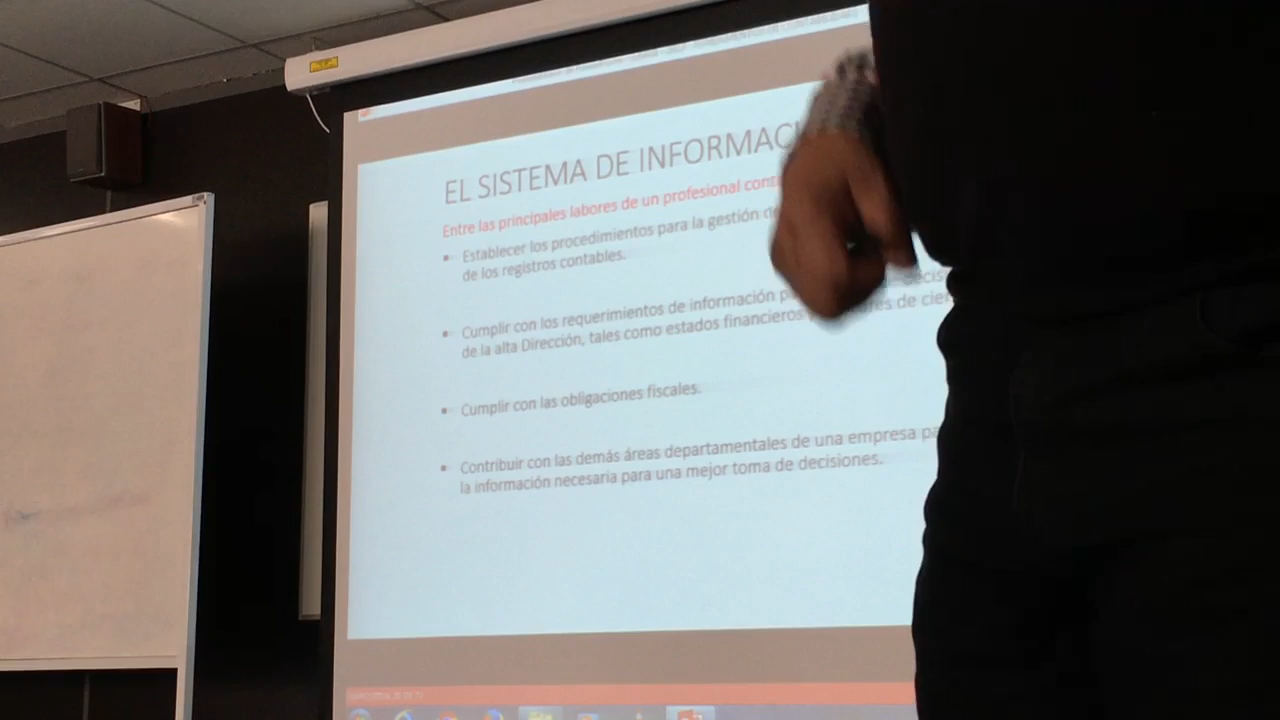 EL SISTEMA DE INFORMAC
Entre las principales labores de un profesional
Establecer los procedimientos para la gestión
de los registros contables.
Cumplir con los requerimientos de información
de la alta Dirección, tales como estados financieros de
Cumplir con las obligaciones fiscales.
Contribuir con las demás áreas departamentales de una empresa
la información necesaria para una mejor toma de decisiones.